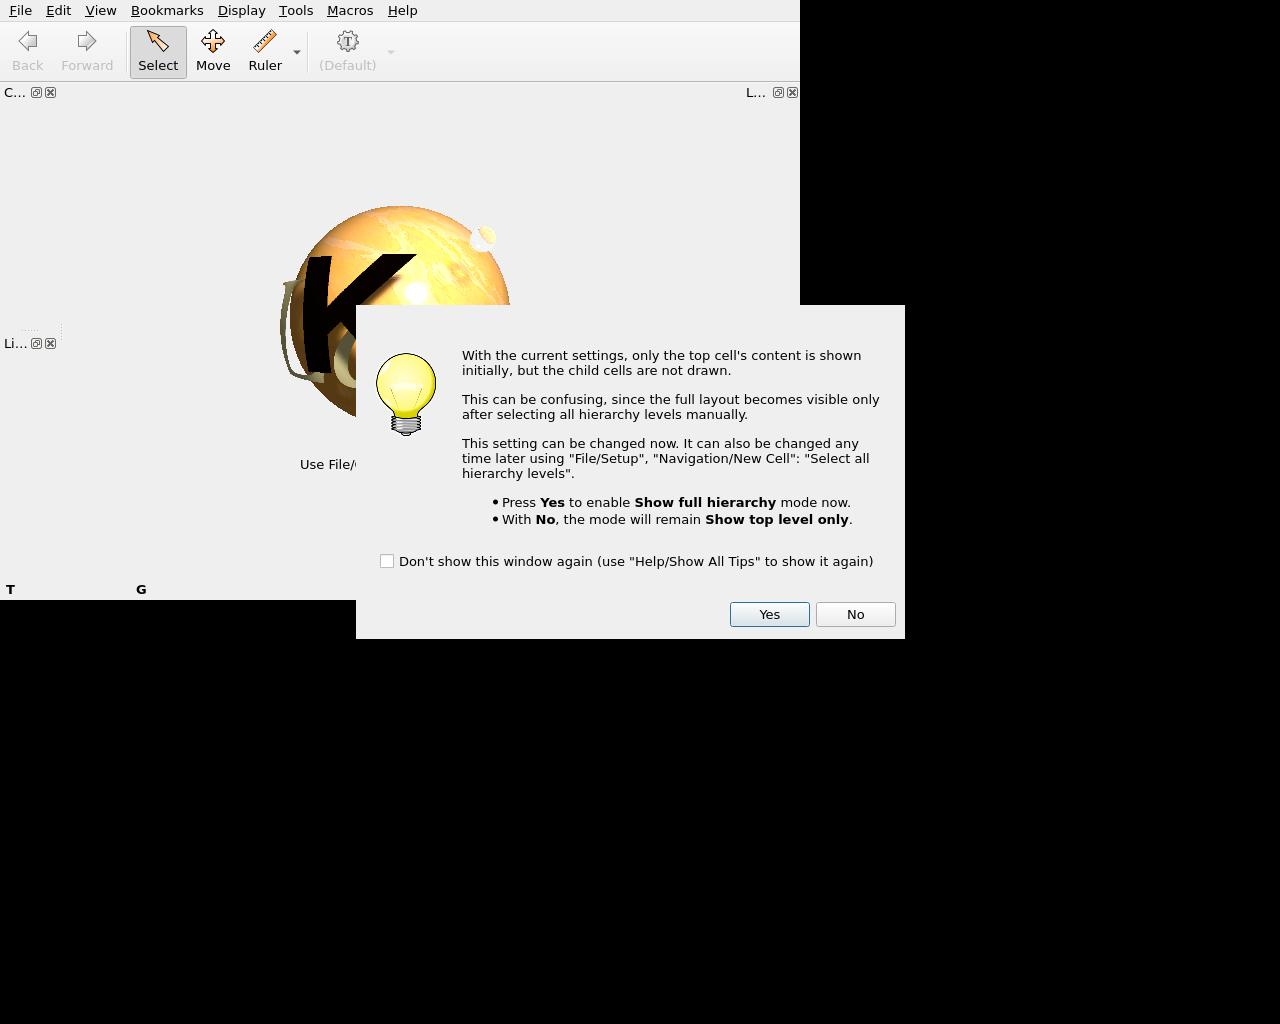 File Edit View Bookmarks Display Tools Macros Help
Back Forward Select Move Ruler T (Default)
C... L...
K
Li...
With the current settings, only the top cell's content is shown
initially, but the child cells are not drawn.
This can be confusing, since the full layout becomes visible only
after selecting all hierarchy levels manually.
This setting can be changed now. It can also be changed any
time later using "File/Setup", "Navigation/New Cell": "Select all
hierarchy levels".
Use File/
• Press Yes to enable Show full hierarchy mode now.
• With No, the mode will remain Show top level only.
Don't show this window again (use "Help/Show All Tips" to show it again)
T G
Yes No